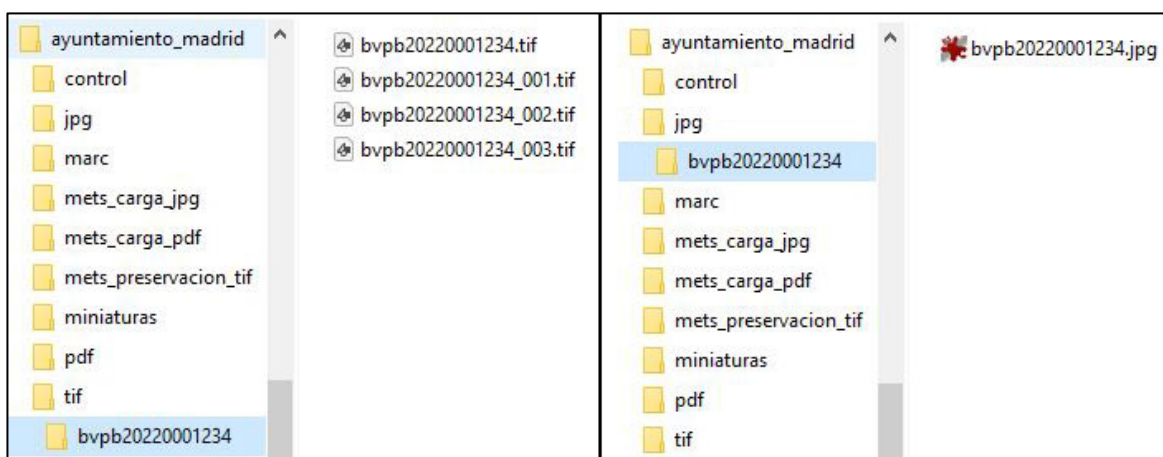 ayuntamiento_madrid
control
jpg
marc
mets_carga_jpg
mets_carga_pdf
mets_preservacion_tif
miniaturas
pdf
tif
bvpb20220001234
bvpb20220001234.tif
bvpb20220001234_001.tif
bvpb20220001234_002.tif
bvpb20220001234_003.tif
ayuntamiento_madrid
control
jpg
bvpb20220001234
marc
mets_carga_jpg
mets_carga_pdf
mets_preservacion_tif
miniaturas
pdf
tif
bvpb20220001234.jpg